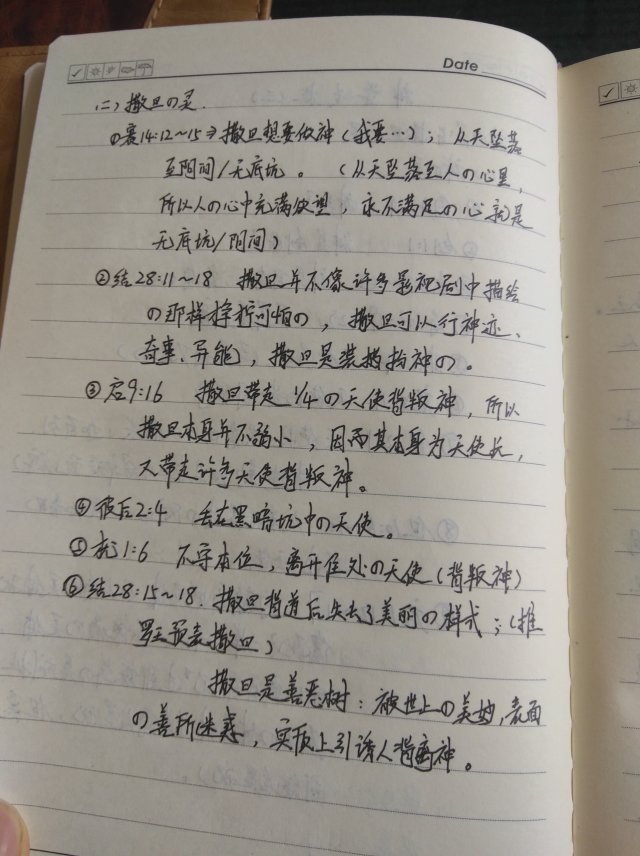 Date
(二) 撒旦の灵.
①赛14:12~15⇒撒旦想要做神（我要…）； 从天坠落
至阴间/无底坑。 （从天坠落至人の心里，
所以人の心中充满欲望，永不满足の心就是
无底坑/阴间）
②结28:11~18 撒旦并不像许多影视剧中描绘
の那样狰狞可怕の，撒旦可以行神迹、
奇事、异能，撒旦是装扮神の。
③启9:16 撒旦带走1/4の天使背叛神，所以
撒旦本身并不弱小，因而其本身为天使长，
又带走许多天使背叛神。
④彼后2:4 丢在黑暗坑中の天使。
⑤犹1:6 不守本位，离开住处の天使（背叛神）
⑥结28:15~18. 撒旦背道后失去了美丽の样式；（推
罗王预表撒旦）
撒旦是善恶树：被世上の美物，表面
の善所迷惑，实质上引诱人背离神。